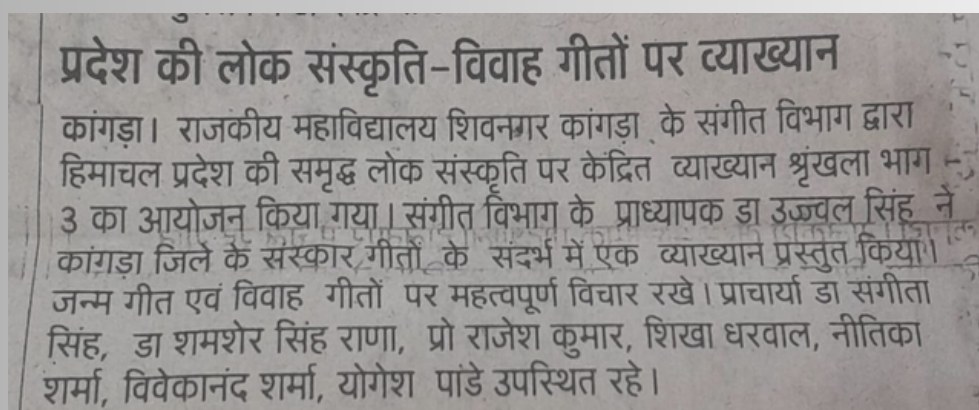 प्रदेश की लोक संस्कृति-विवाह गीतों पर व्याख्यान
कांगड़ा। राजकीय महाविद्यालय शिवनगर कांगड़ा के संगीत विभाग द्वारा
हिमाचल प्रदेश की समृद्ध लोक संस्कृति पर केंद्रित व्याख्यान श्रृंखला भाग -
3 का आयोजन किया गया। संगीत विभाग के प्राध्यापक डा उज्ज्वल सिंह ने
कांगड़ा जिले के संस्कार गीतों के संदर्भ में एक व्याख्यान प्रस्तुत किया।
जन्म गीत एवं विवाह गीतों पर महत्वपूर्ण विचार रखे। प्राचार्या डा संगीता
सिंह, डा शमशेर सिंह राणा, प्रो राजेश कुमार, शिखा धरवाल, नीतिका
शर्मा, विवेकानंद शर्मा, योगेश पांडे उपस्थित रहे।